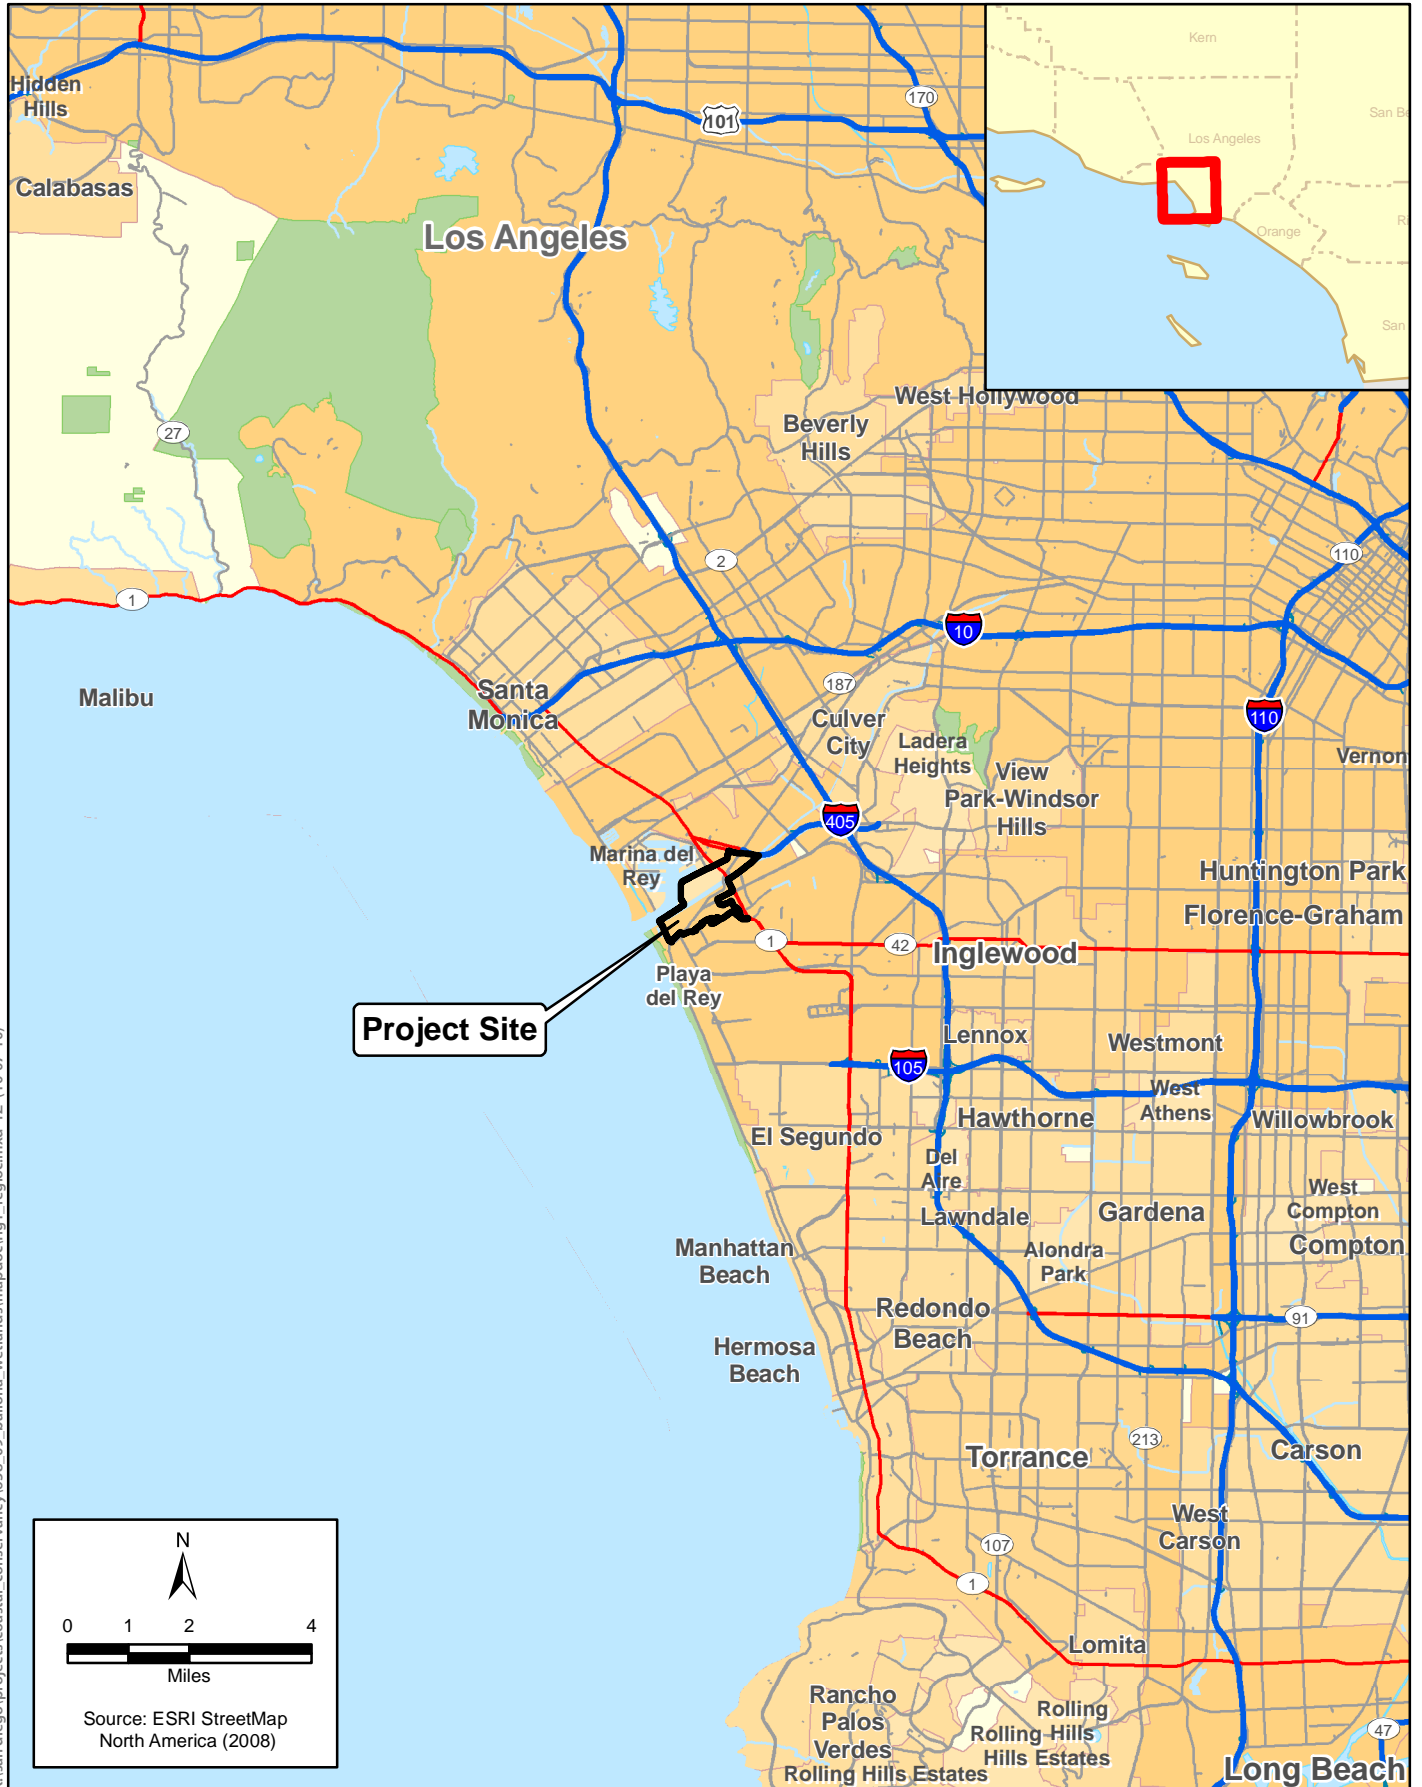 Kern
San Be
Los Angeles
Orange
Ri
San
Hidden
Hills
101
170
Calabasas
Los Angeles
27
West Hollywood
Beverly
Hills
2
110
1
10
Malibu
Santa
Monica
187
Culver
City
Ladera
Heights
View
Park-Windsor
Hills
110
Vernon
405
Marina del
Rey
Huntington Park
Florence-Graham
1
42
Inglewood
Playa
del Rey
Project Site
Lennox
Westmont
105
West
Athens
Hawthorne
Willowbrook
El Segundo
Del
Aire
West
Compton
Lawndale
Gardena
Compton
Manhattan
Beach
Alondra
Park
Redondo
Beach
91
Hermosa
Beach
213
Torrance
Carson
West
Carson
107
1
Lomita
Rancho
Palos
Verdes
Rolling Hills Estates
Rolling
Rolling Hills
Hills Estates
47
Long Beach
N
0 1 2 4
Miles
Source: ESRI StreetMap
North America (2008)